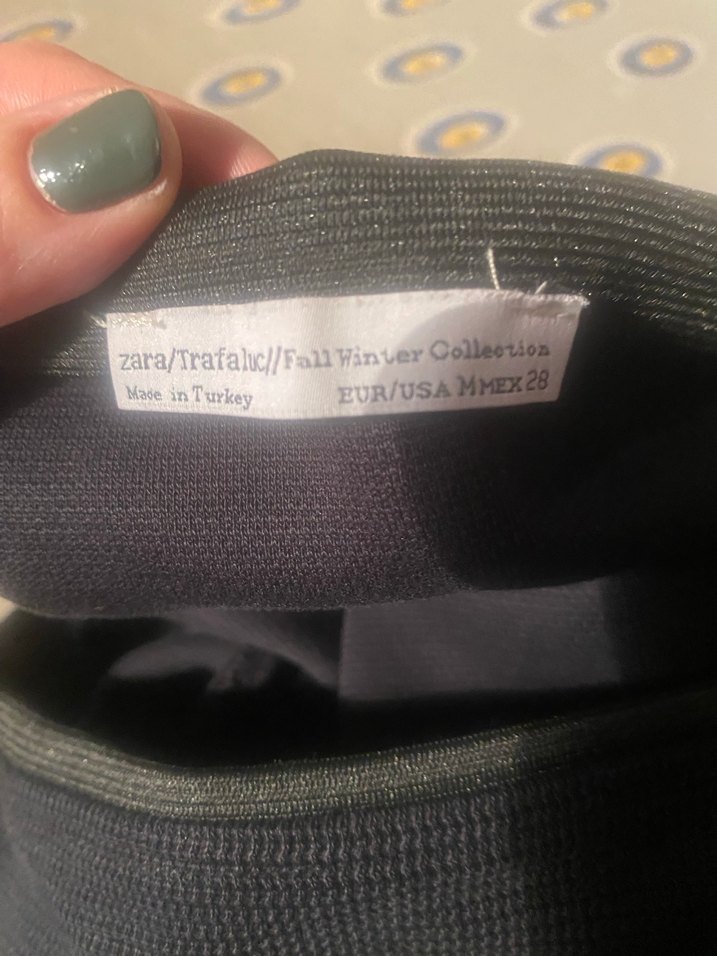 zara/Trafaluc//Fall Winter Collection
Made in Turkey EUR/USA M MEX 28